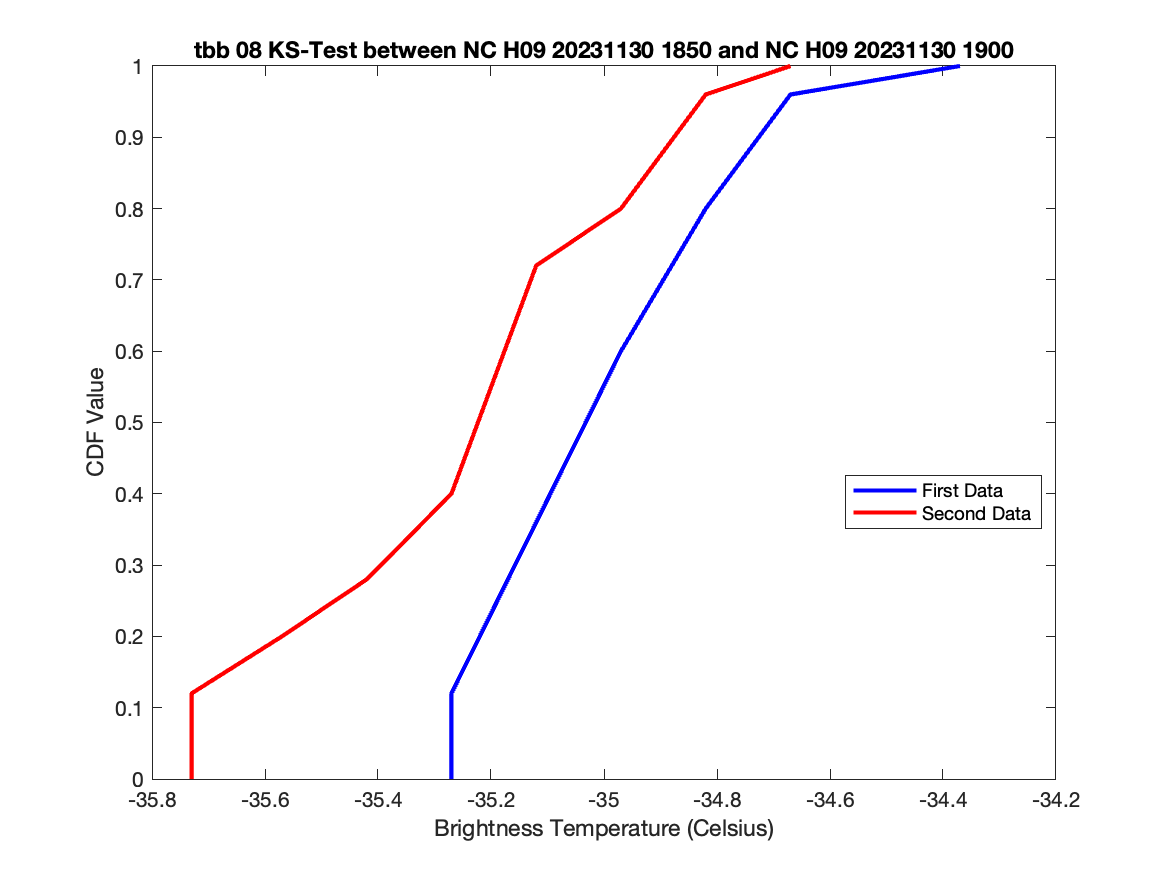 tbb 08 KS-Test between NC H09 20231130 1850 and NC H09 20231130 1900
1
0.9
0.8
0.7
0.6
0.5
0.4
0.3
0.2
0.1
0
CDF Value
First Data
Second Data
-35.8 -35.6 -35.4 -35.2 -35 -34.8 -34.6 -34.4 -34.2
Brightness Temperature (Celsius)